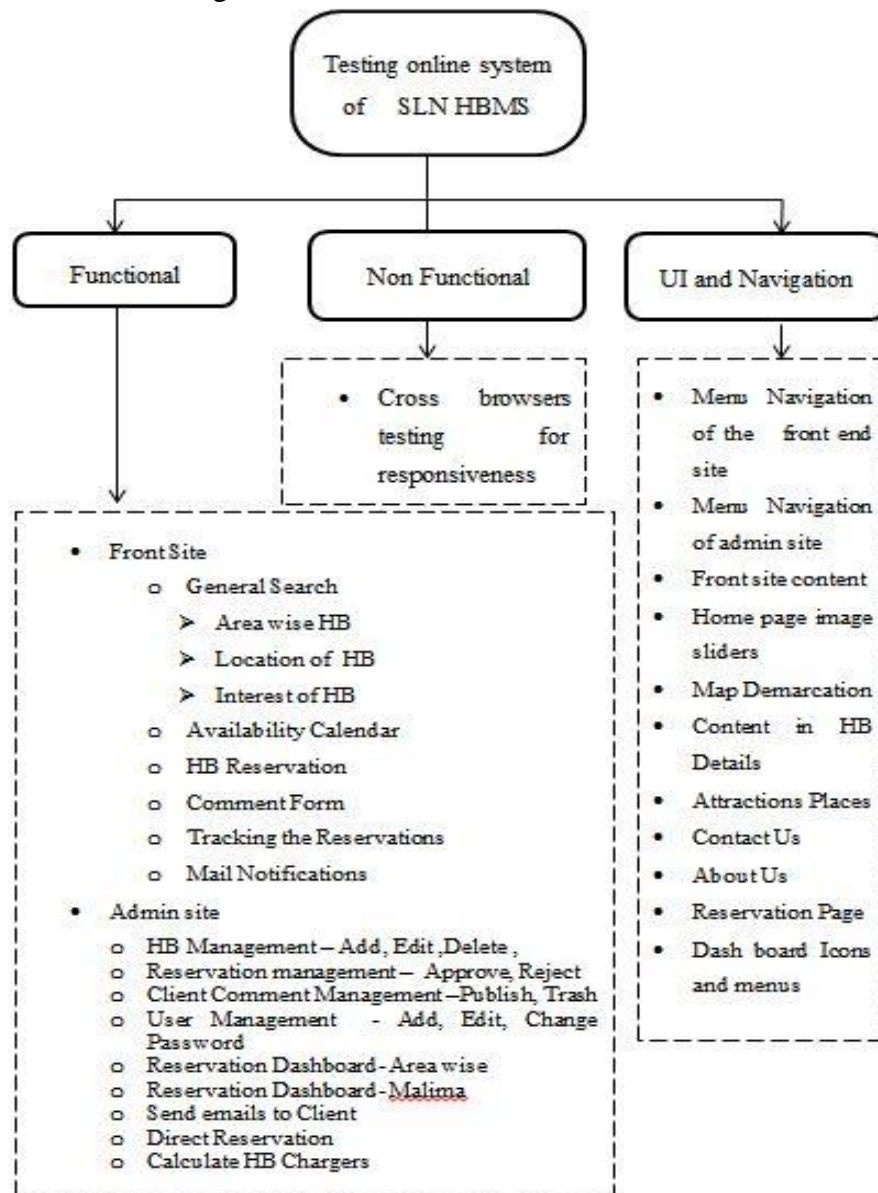 Testing online system
of SLN HBMS
Functional
Non Functional
UI and Navigation
• Cross browsers
testing for
responsiveness
• Menu Navigation
of the front end
site
• Menu Navigation
of admin site
• Front site content
• Home page image
sliders
• Map Demarcation
• Content in HB
Details
• Attractions Places
• Contact Us
• About Us
• Reservation Page
• Dash board Icons
and menus
• Front Site
o General Search
➢ Area wise HB
➢ Location of HB
➢ Interest of HB
o Availability Calendar
o HB Reservation
o Comment Form
o Tracking the Reservations
o Mail Notifications
• Admin site
o HB Management – Add, Edit ,Delete ,
o Reservation management – Approve, Reject
o Client Comment Management –Publish, Trash
o User Management - Add, Edit, Change
Password
o Reservation Dashboard - Area wise
o Reservation Dashboard - Malima
o Send emails to Client
o Direct Reservation
o Calculate HB Chargers